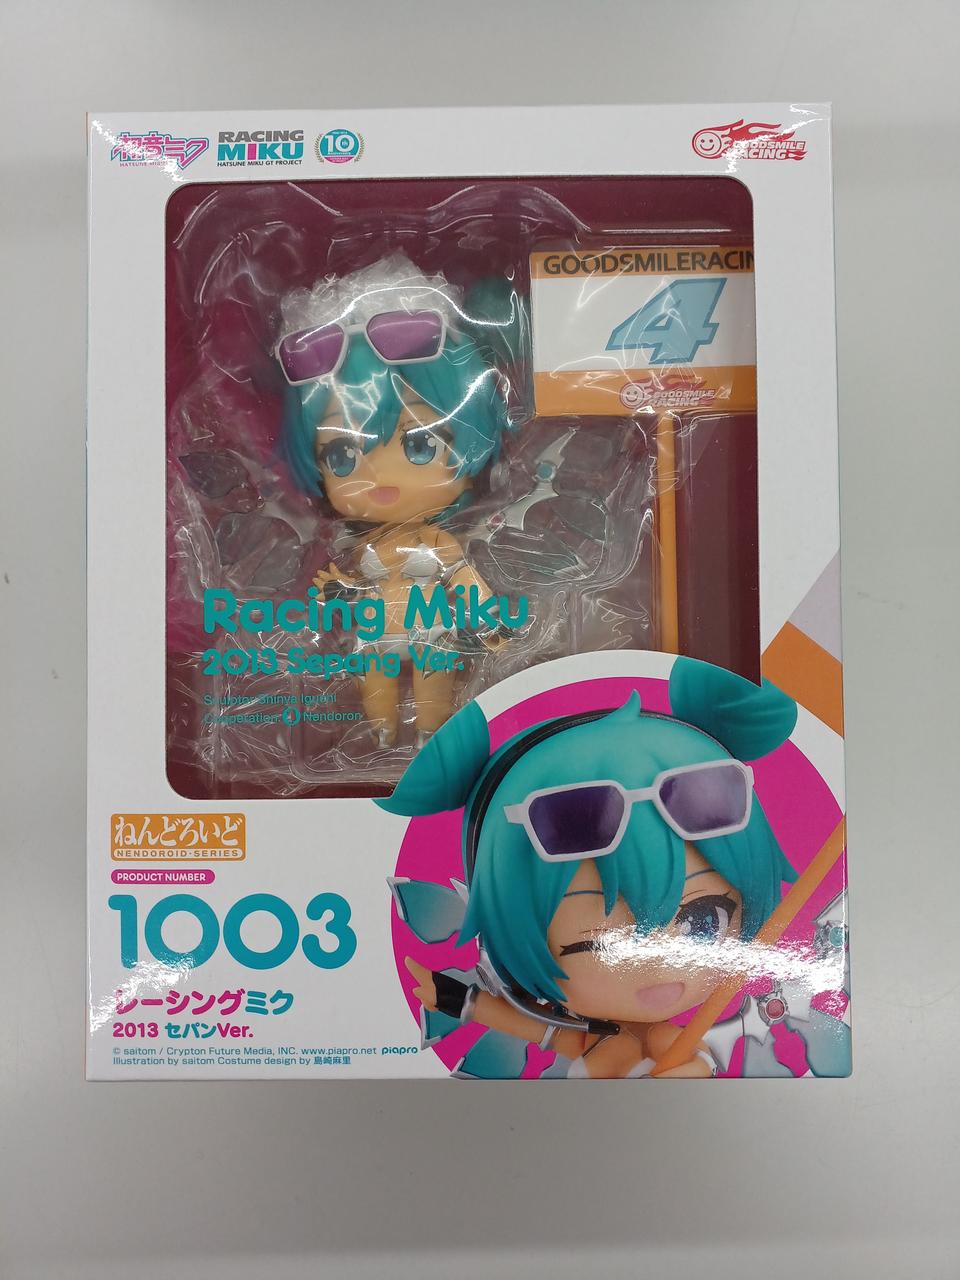 初音ミク
HATSUNE MIKU
RACING
MIKU
HATSUNE MIKU GT PROJECT
10th
GOODSMILE
RACING
GOODSMILERACIN
4
GOODSMILE
RACING
Racing Miku
2013 Sepang Ver.
Sculptor Shinya Iguchi
Cooperation Nendoron
ねんどろいど
NENDOROID-SERIES
PRODUCT NUMBER
1003
レーシングミク
2013 セパンVer.
© saitom / Crypton Future Media, INC. www.piapro.net piapro
Illustration by saitom Costume design by 島崎麻里